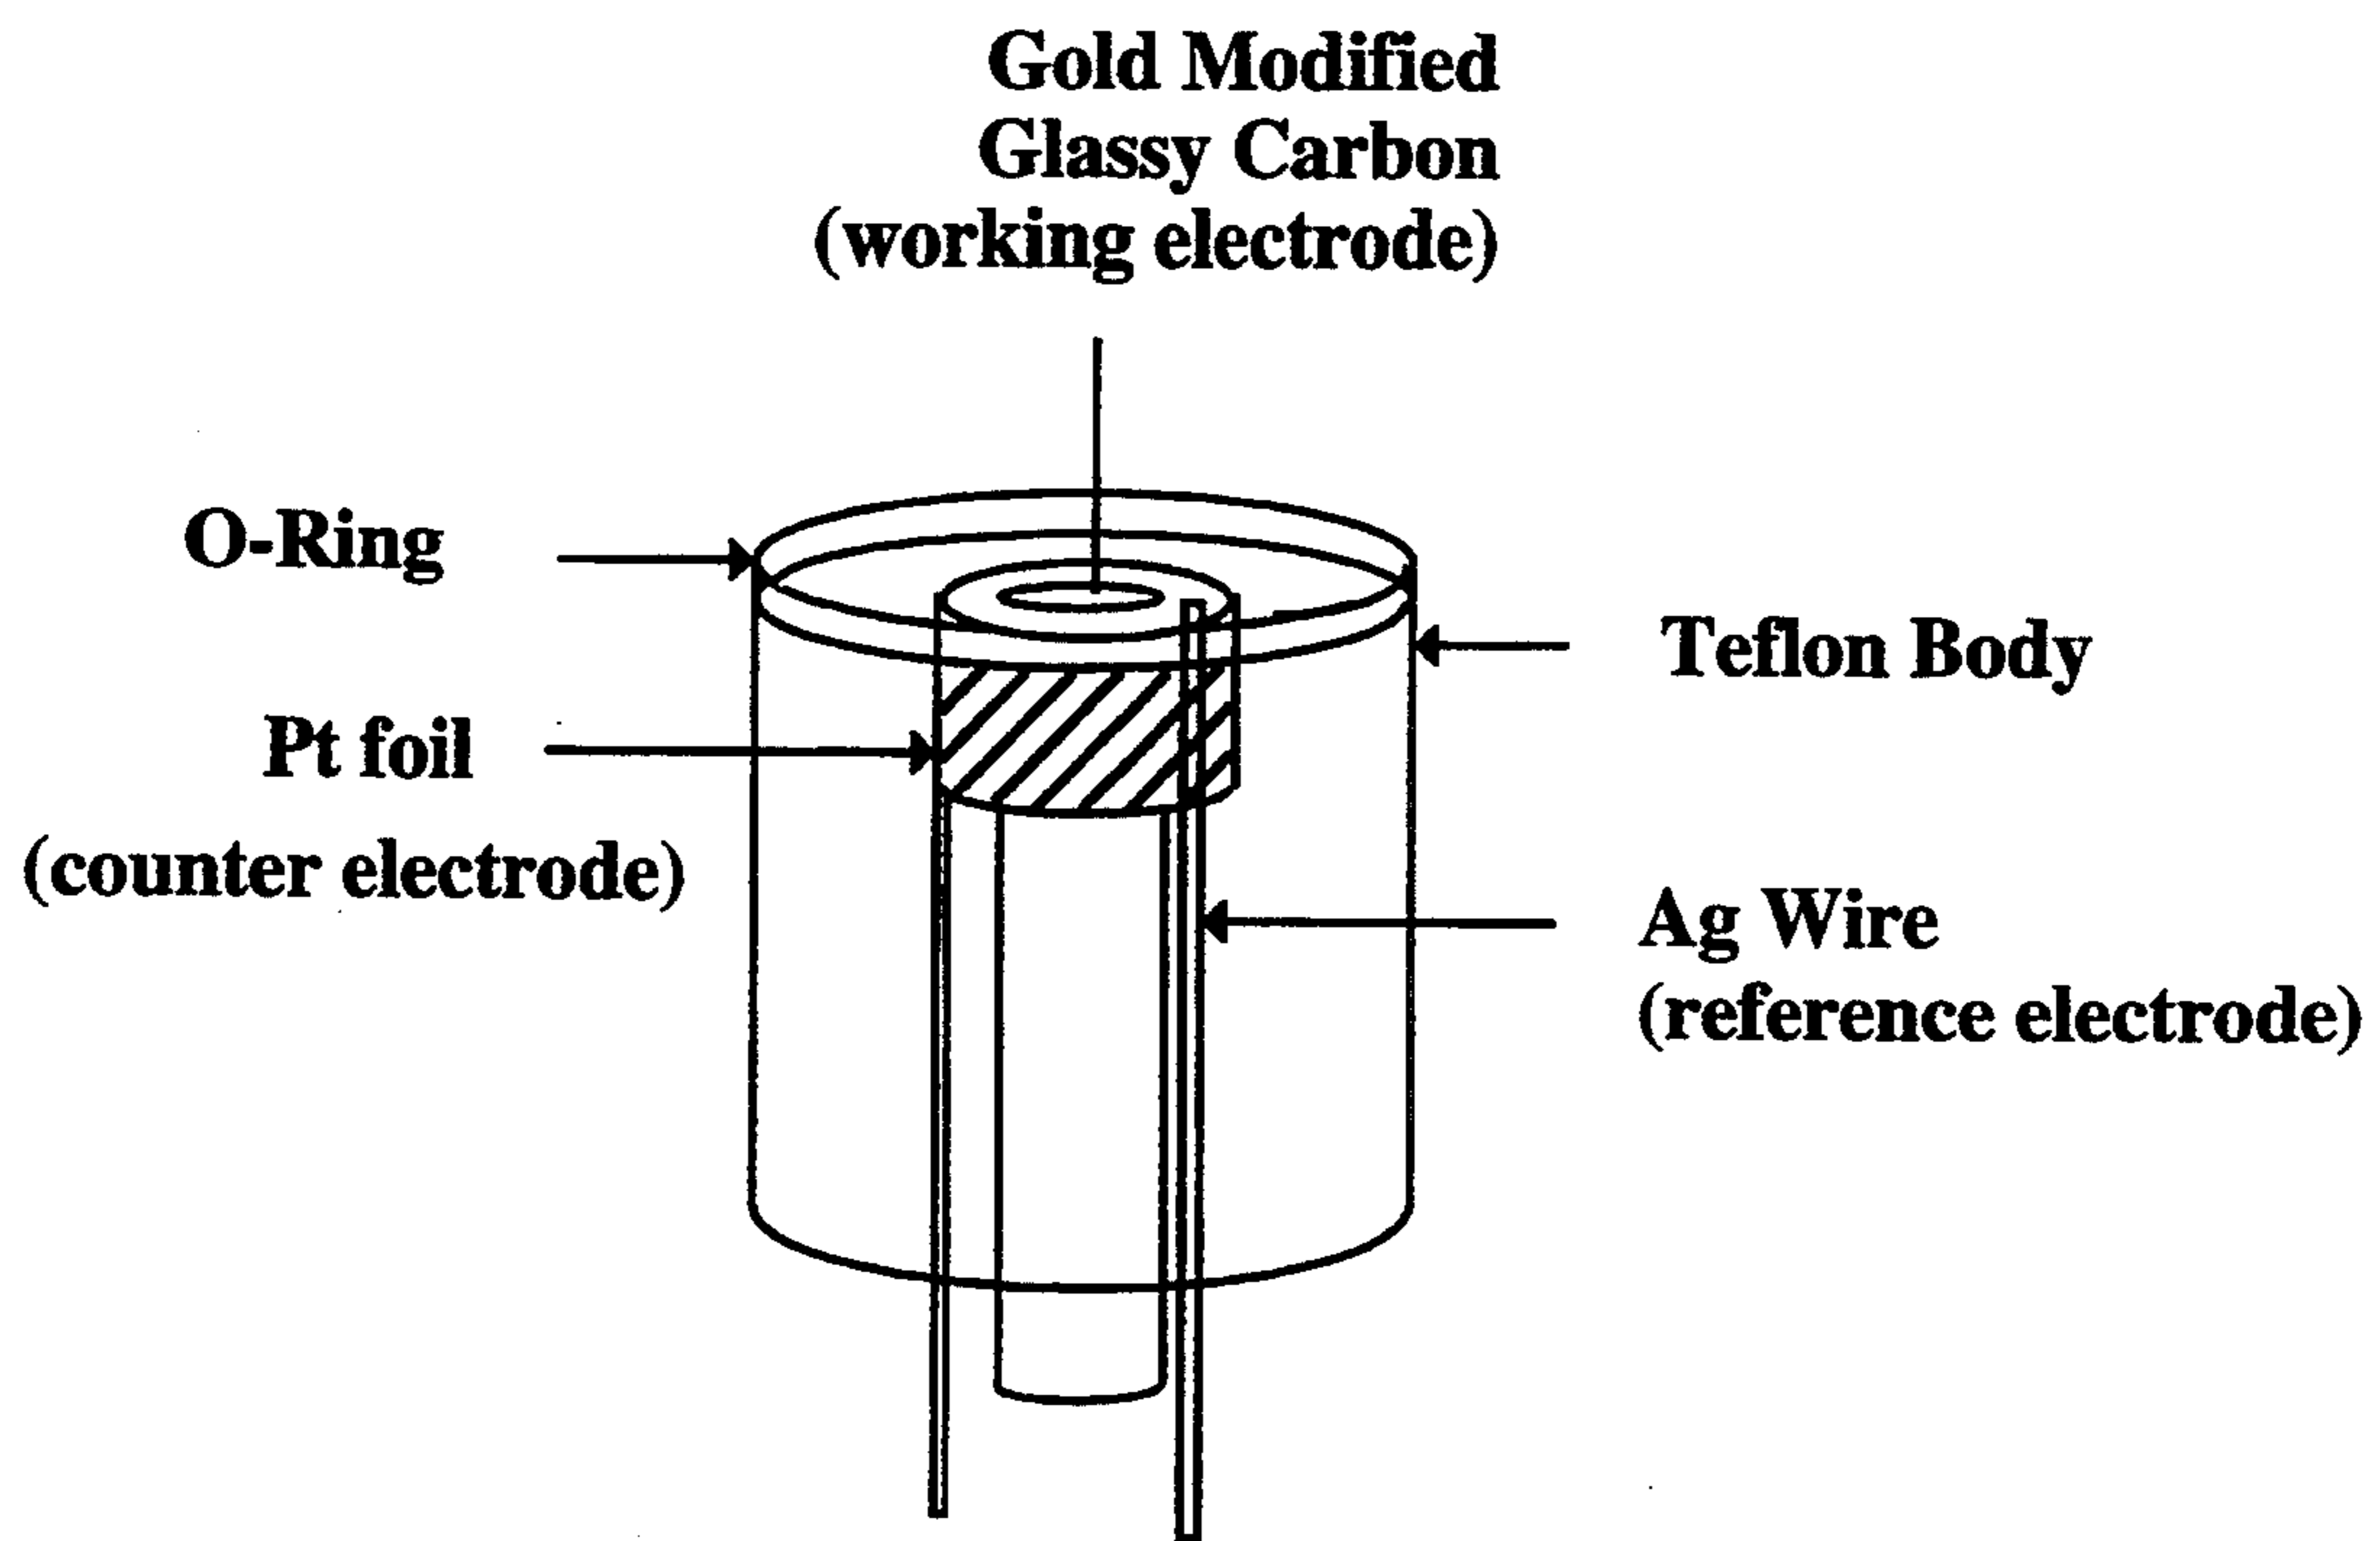 Gold Modified
Glassy Carbon
(working electrode)
O-Ring
Teflon Body
Pt foil
(counter electrode)
Ag Wire
(reference electrode)